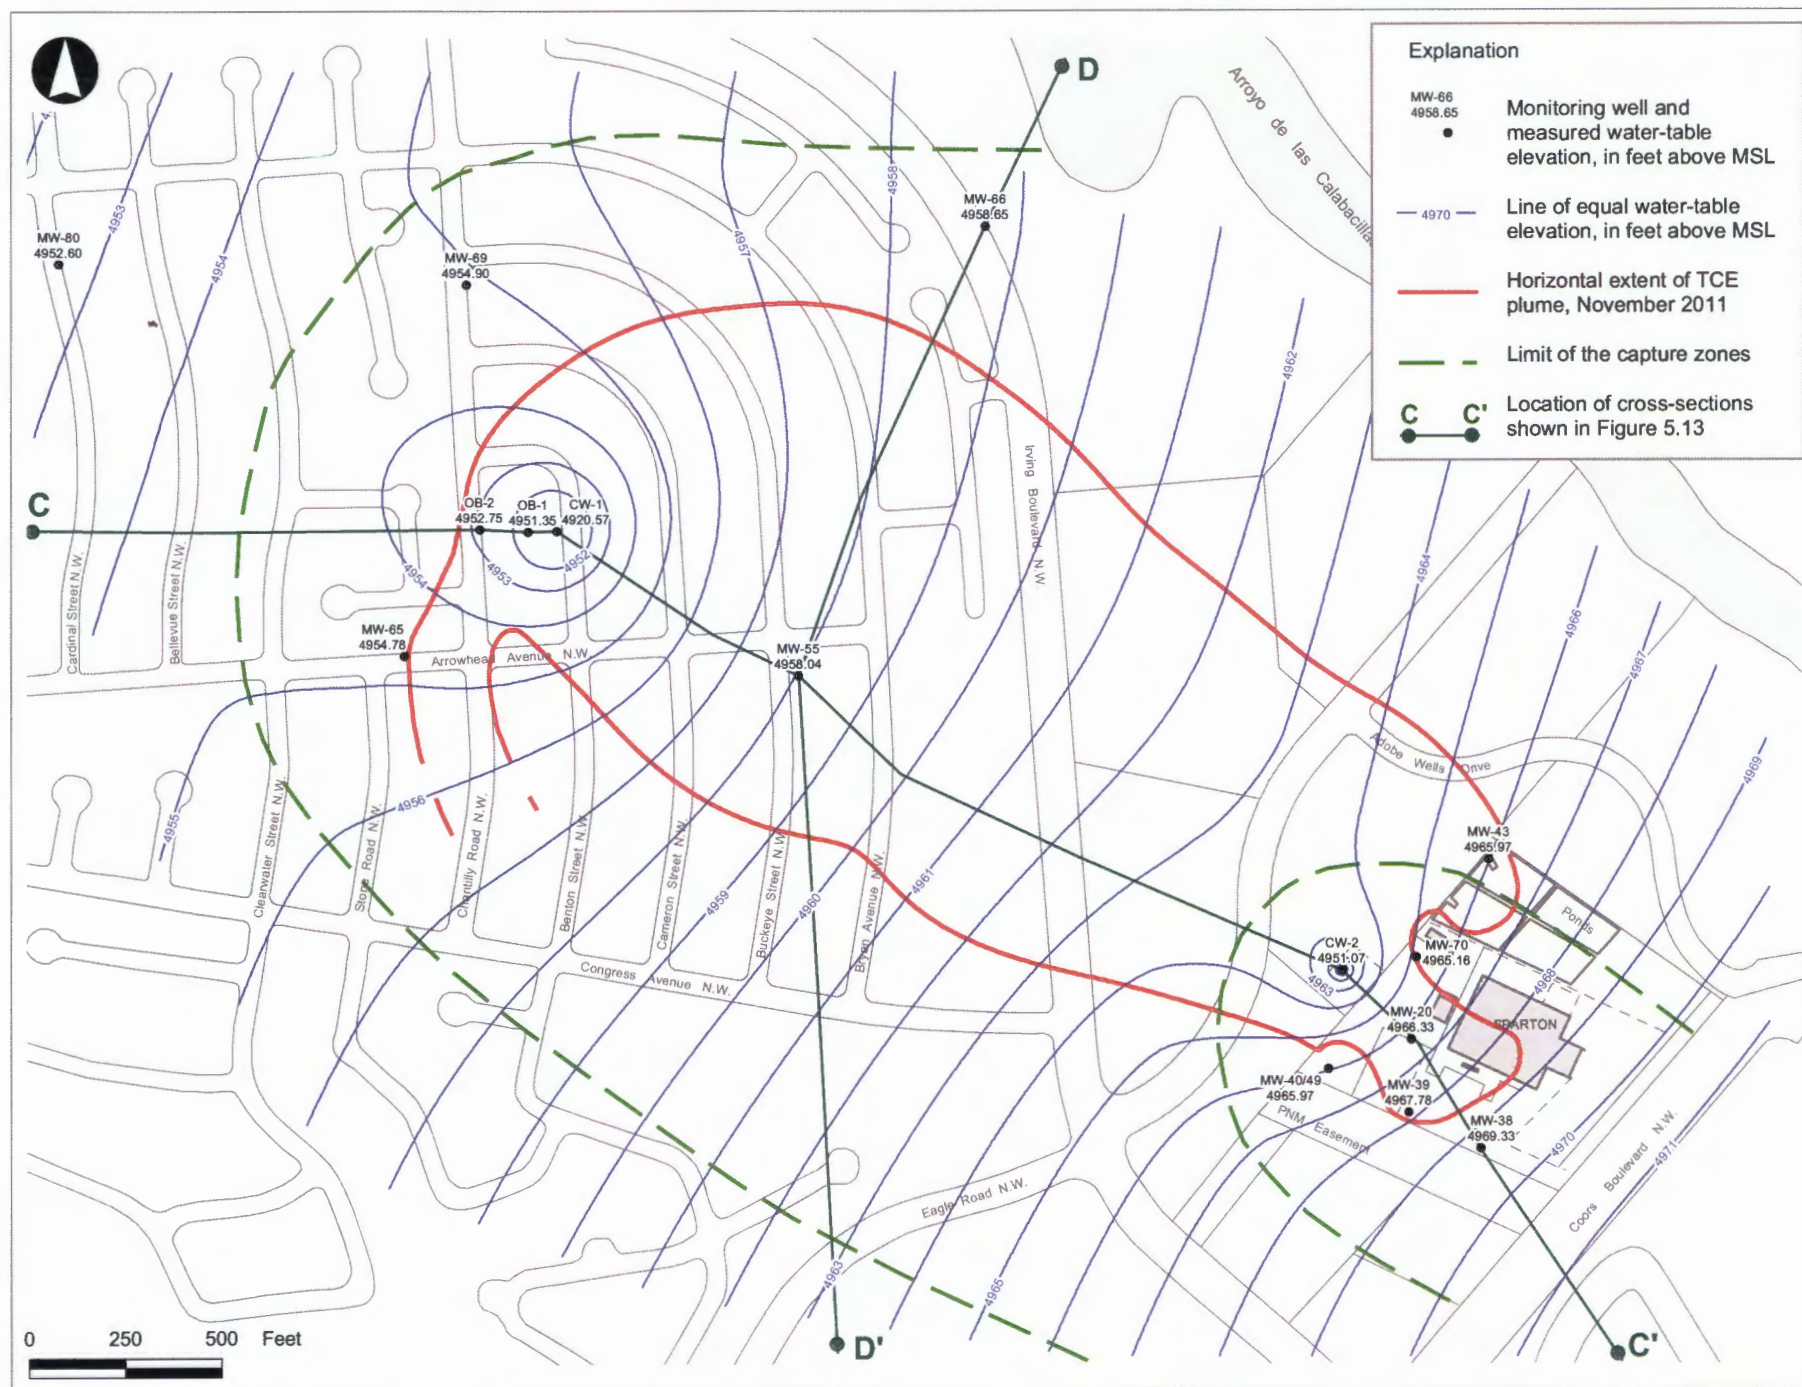 Explanation
MW-66
4958.65
Monitoring well and
measured water-table
elevation, in feet above MSL
4970
Line of equal water-table
elevation, in feet above MSL
Horizontal extent of TCE
plume, November 2011
Limit of the capture zones
C C'
Location of cross-sections
shown in Figure 5.13
D
Arroyo de las Calabacilla
4958
4953
4954
4957
MW-66
4958.65
MW-80
4952.60
MW-69
4954.90
4962
C
OB-2
4952.75
OB-1
4951.35
CW-1
4920.57
4952
4953
4954
Irving Boulevard N.W.
4964
4966
4967
Cardinal Street N.W.
Bellevue Street N.W.
MW-65
4954.78
Arrowhead Avenue N.W
MW-55
4958.04
Adobe Wells Drive
4969
4955
4956
Clearwater Street N.W.
Stone Road N.W.
Chantilly Road N.W.
Benton Street N.W.
Cameron Street N.W.
Buckeye Street N.W.
Bryan Avenue N.W.
4959
4960
4961
MW-43
4965.97
Ponds
Congress Avenue N.W.
CW-2
4951.07
4963
MW-70
4965.16
4968
MW-20
4966.33
SPARTON
MW-40/49
4965.97
MW-39
4967.78
PNM Easement
MW-38
4969.33
4970
4971
Coors Boulevard N.W.
Eagle Road N.W.
4963
4965
0 250 500 Feet
D'
C'